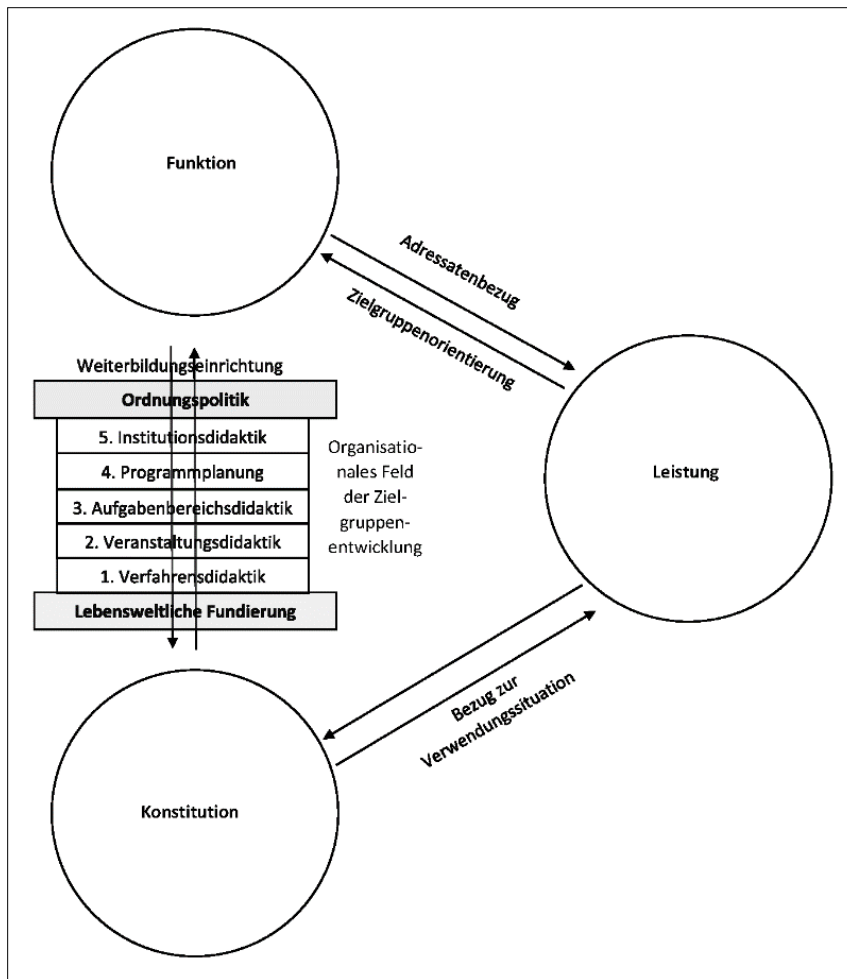 Funktion
Adressatenbezug
Zielgruppenorientierung
Weiterbildungseinrichtung
Ordnungspolitik
5. Institutionsdidaktik
4. Programmplanung
3. Aufgabenbereichsdidaktik
2. Veranstaltungsdidaktik
1. Verfahrensdidaktik
Lebensweltliche Fundierung
Organisatio-
nales Feld
der Ziel-
gruppen-
entwicklung
Leistung
Bezug zur
Verwendungssituation
Konstitution